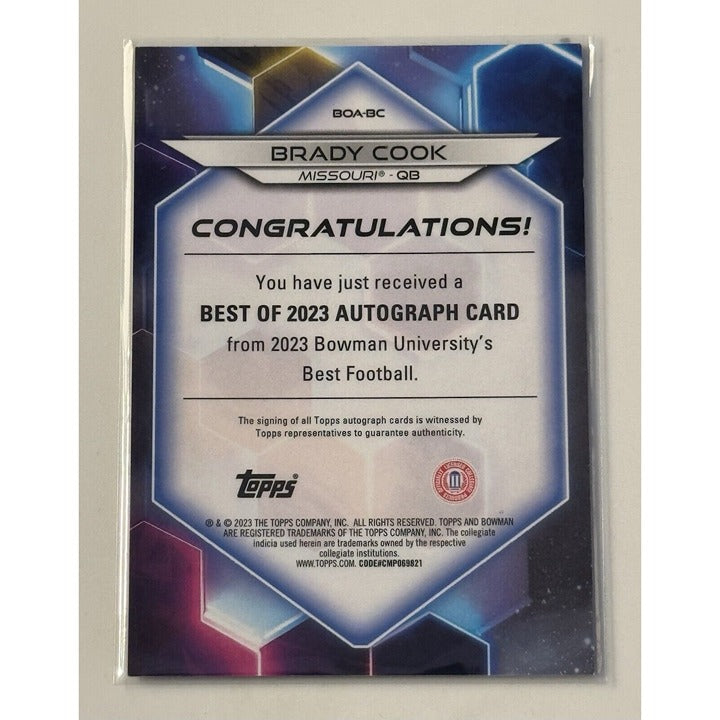 BOA-BC
BRADY COOK
MISSOURI® - QB
CONGRATULATIONS!
You have just received a
BEST OF 2023 AUTOGRAPH CARD
from 2023 Bowman University's
Best Football.
The signing of all Topps autograph cards is witnessed by
Topps representatives to guarantee authenticity.
topps®
® & © 2023 THE TOPPS COMPANY, INC. ALL RIGHTS RESERVED. TOPPS AND BOWMAN
ARE REGISTERED TRADEMARKS OF THE TOPPS COMPANY, INC. The collegiate
indicia used herein are trademarks owned by the respective
collegiate institutions.
WWW.TOPPS.COM. CODE#CMP069821